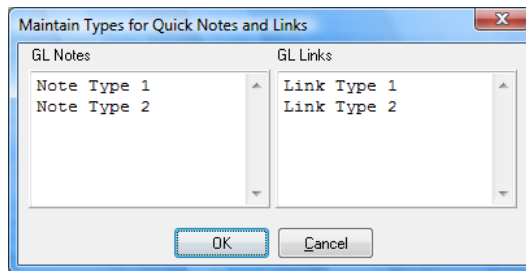 Maintain Types for Quick Notes and Links
GL Notes
Note Type 1
Note Type 2
GL Links
Link Type 1
Link Type 2
OK
Cancel